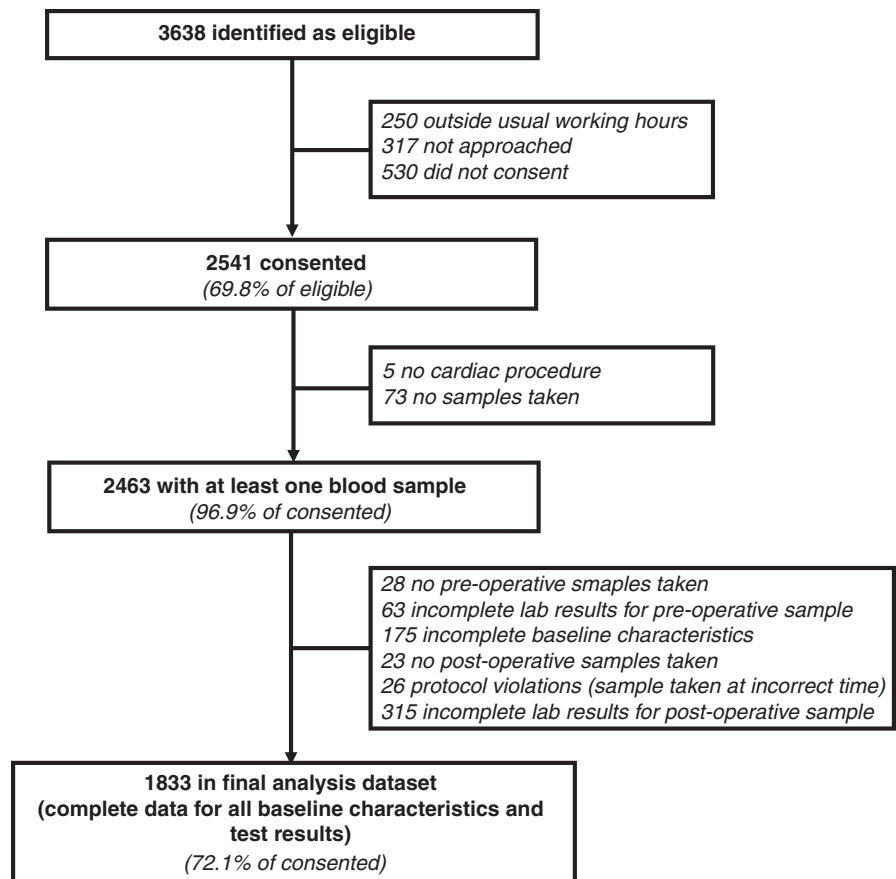 3638 identified as eligible
250 outside usual working hours
317 not approached
530 did not consent
2541 consented
(69.8% of eligible)
5 no cardiac procedure
73 no samples taken
2463 with at least one blood sample
(96.9% of consented)
28 no pre-operative smaples taken
63 incomplete lab results for pre-operative sample
175 incomplete baseline characteristics
23 no post-operative samples taken
26 protocol violations (sample taken at incorrect time)
315 incomplete lab results for post-operative sample
1833 in final analysis dataset
(complete data for all baseline characteristics and
test results)
(72.1% of consented)